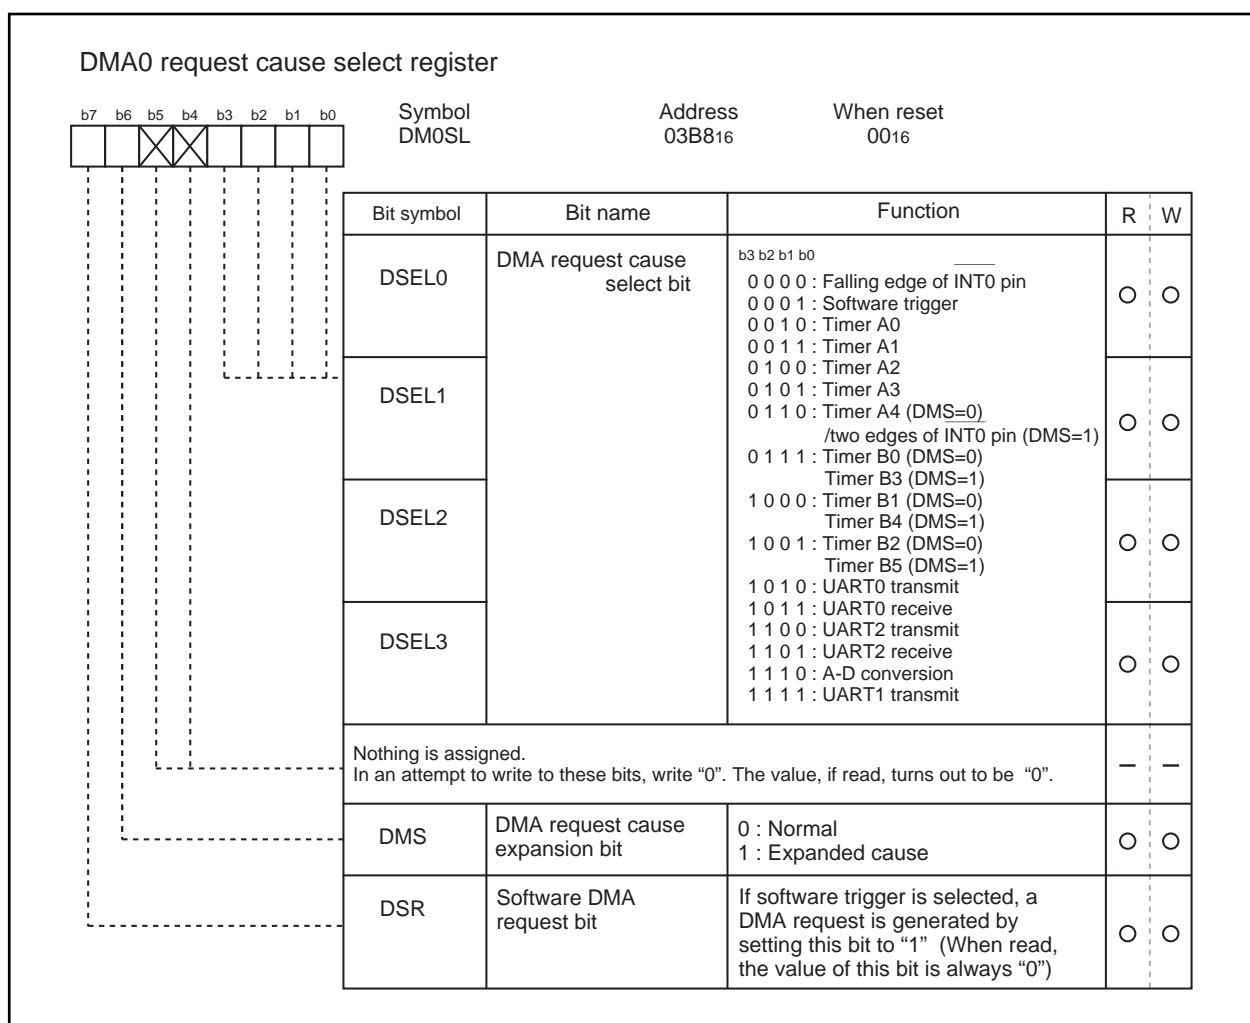 DMA0 request cause select register
b7 b6 b5 b4 b3 b2 b1 b0
Symbol Address When reset
DM0SL 03B816 0016
Bit symbol Bit name Function R W
DSEL0
DMA request cause
select bit
b3 b2 b1 b0
0 0 0 0 : Falling edge of INT0 pin
0 0 0 1 : Software trigger
0 0 1 0 : Timer A0
0 0 1 1 : Timer A1
0 1 0 0 : Timer A2
0 1 0 1 : Timer A3
0 1 1 0 : Timer A4 (DMS=0)
/two edges of INT0 pin (DMS=1)
0 1 1 1 : Timer B0 (DMS=0)
Timer B3 (DMS=1)
1 0 0 0 : Timer B1 (DMS=0)
Timer B4 (DMS=1)
1 0 0 1 : Timer B2 (DMS=0)
Timer B5 (DMS=1)
1 0 1 0 : UART0 transmit
1 0 1 1 : UART0 receive
1 1 0 0 : UART2 transmit
1 1 0 1 : UART2 receive
1 1 1 0 : A-D conversion
1 1 1 1 : UART1 transmit
DSEL1
DSEL2
DSEL3
Nothing is assigned.
In an attempt to write to these bits, write “0”. The value, if read, turns out to be “0”.
DMS
DMA request cause
expansion bit
0 : Normal
1 : Expanded cause
DSR
Software DMA
request bit
If software trigger is selected, a
DMA request is generated by
setting this bit to “1” (When read,
the value of this bit is always “0”)